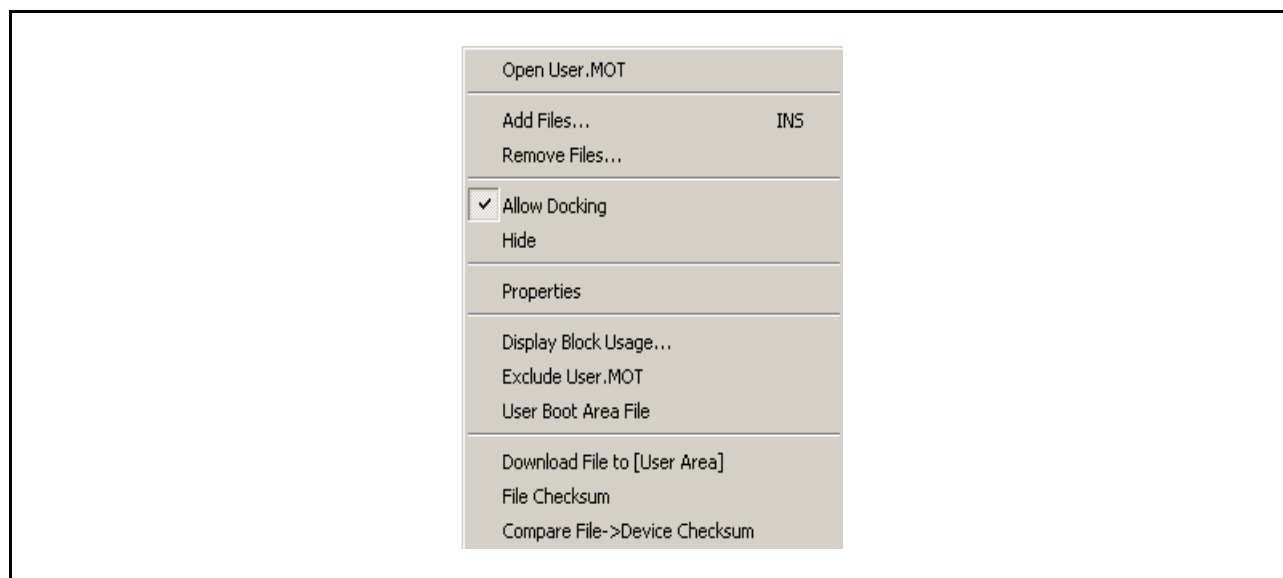 Open User.MOT
Add Files... INS
Remove Files...
Allow Docking
Hide
Properties
Display Block Usage...
Exclude User.MOT
User Boot Area File
Download File to [User Area]
File Checksum
Compare File->Device Checksum